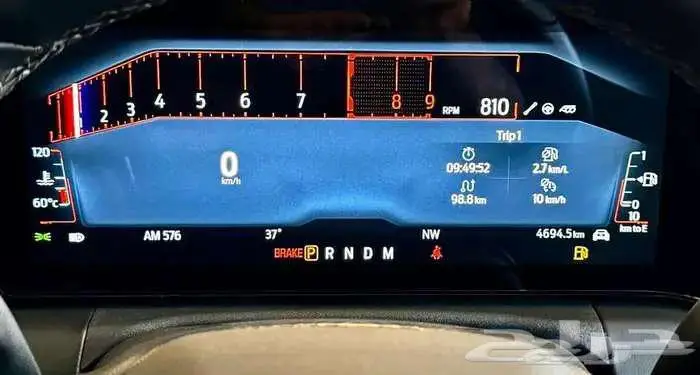 2 3 4 5 6 7 8 9 RPM 810
Trip 1
120
60°C
0
km/h
09:49:52
2.7 km/L
98.8 km
10 km/h
1
0
10
km to E
AM 576 37° NW 4694.5 km
BRAKE P R N D M
حراج